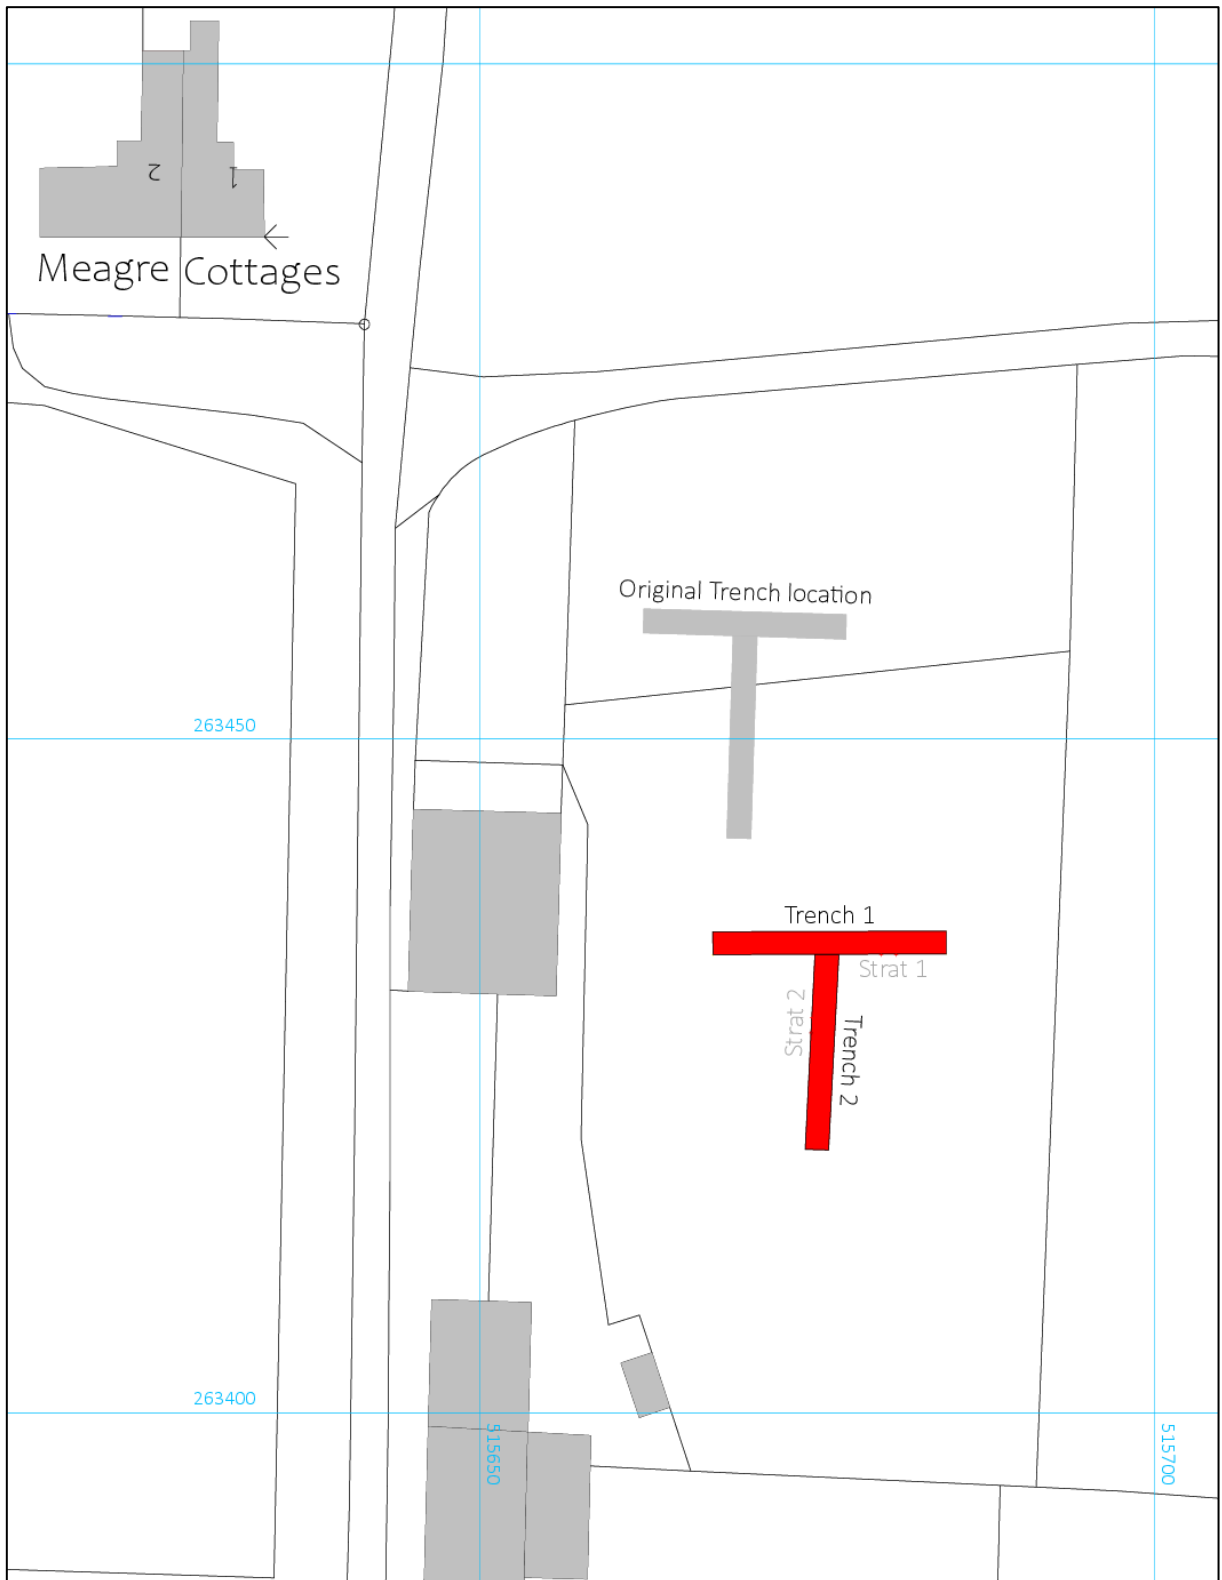 2
1
Meagre Cottages
Original Trench location
263450
Trench 1
Strat 1
Strat 2
Trench 2
263400
515650
515700